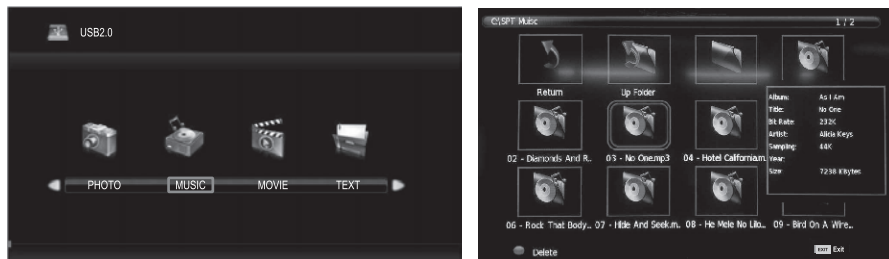 USB2.0
PHOTO MUSIC MOVIE TEXT
C:\SPT Muisc 1 / 2
Return Up Folder
Album: As I Am
Title: No One
Bit Rate: 232K
Artist: Alicia Keys
Samping: 44K
Year:
Size: 7238 KBytes
02 - Diamonds And R.. 03 - No One.mp3 04 - Hotel California.m
06 - Rock That Body.. 07 - Hide And Seek.m.. 08 - He Mele No Lilo... 09 - Bird On A Wire...
Delete EXIT Exit